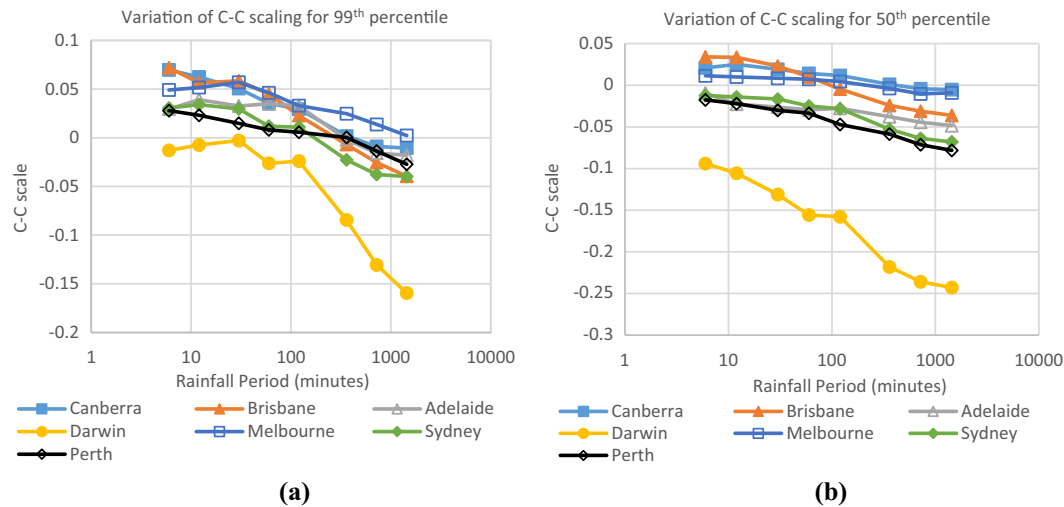 Variation of C-C scaling for 99th percentile
0.1
0.05
0
-0.05
-0.1
-0.15
-0.2
C-C scale
1 10 100 1000 10000
Rainfall Period (minutes)
Canberra Brisbane Adelaide
Darwin Melbourne Sydney
Perth
(a)
Variation of C-C scaling for 50th percentile
0.05
0
-0.05
-0.1
-0.15
-0.2
-0.25
-0.3
C-C scale
1 10 100 1000 10000
Rainfall Period (minutes)
Canberra Brisbane Adelaide
Darwin Melbourne Sydney
Perth
(b)